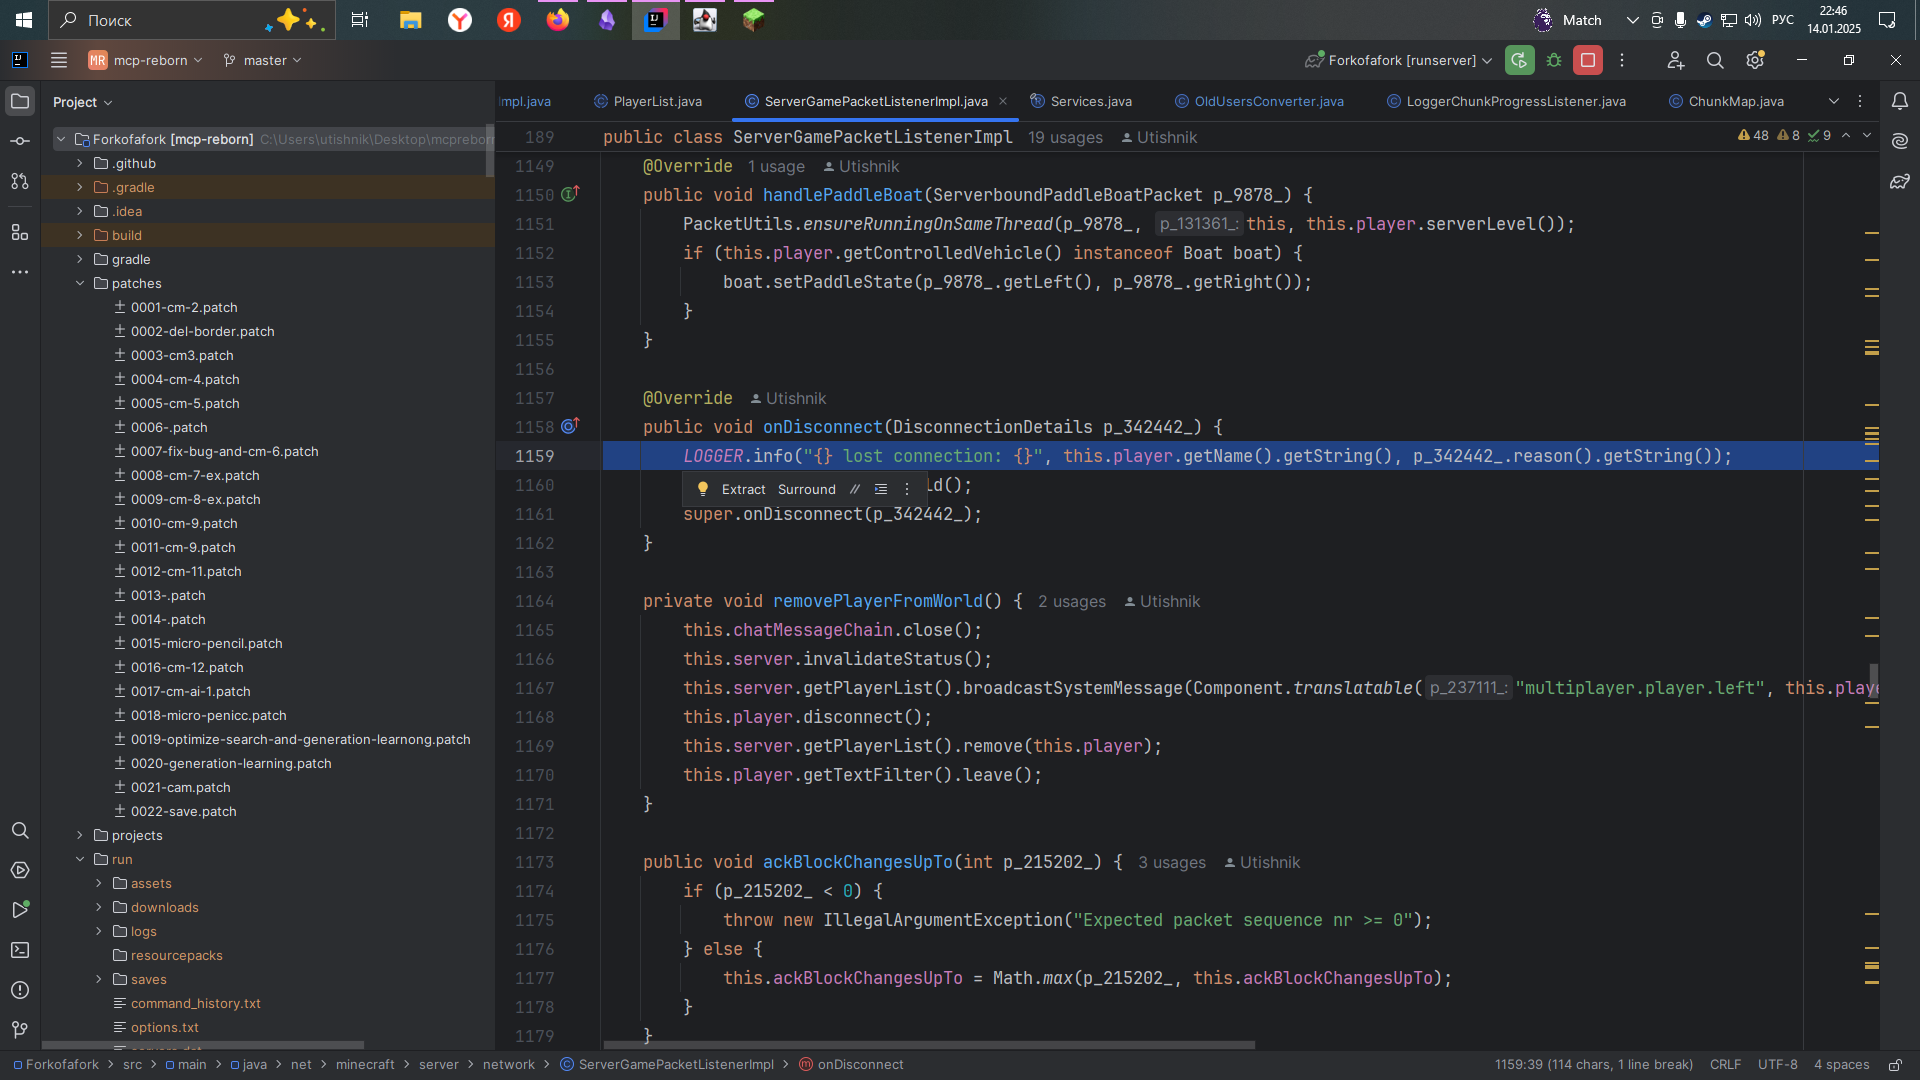 Поиск
Match
РУС
22:46
14.01.2025
MR mcp-reborn
master
Forkofafork [runserver]
Project
Impl.java
PlayerList.java
ServerGamePacketListenerImpl.java
Services.java
OldUsersConverter.java
LoggerChunkProgressListener.java
ChunkMap.java
Forkofafork [mcp-reborn] C:\Users\utishnik\Desktop\mcprebor
.github
.gradle
.idea
build
gradle
patches
0001-cm-2.patch
0002-del-border.patch
0003-cm3.patch
0004-cm-4.patch
0005-cm-5.patch
0006-.patch
0007-fix-bug-and-cm-6.patch
0008-cm-7-ex.patch
0009-cm-8-ex.patch
0010-cm-9.patch
0011-cm-9.patch
0012-cm-11.patch
0013-.patch
0014-.patch
0015-micro-pencil.patch
0016-cm-12.patch
0017-cm-ai-1.patch
0018-micro-penicc.patch
0019-optimize-search-and-generation-learnong.patch
0020-generation-learning.patch
0021-cam.patch
0022-save.patch
projects
run
assets
downloads
logs
resourcepacks
saves
command_history.txt
options.txt
189 public class ServerGamePacketListenerImpl 19 usages Utishnik
48 8 9
1149 @Override 1 usage Utishnik
1150 public void handlePaddleBoat(ServerboundPaddleBoatPacket p_9878_) {
1151 PacketUtils.ensureRunningOnSameThread(p_9878_, p_131361_: this, this.player.serverLevel());
1152 if (this.player.getControlledVehicle() instanceof Boat boat) {
1153 boat.setPaddleState(p_9878_.getLeft(), p_9878_.getRight());
1154 }
1155 }
1156
1157 @Override Utishnik
1158 public void onDisconnect(DisconnectionDetails p_342442_) {
1159 LOGGER.info("{} lost connection: {}", this.player.getName().getString(), p_342442_.reason().getString());
1160 Extract Surround ld();
1161 super.onDisconnect(p_342442_);
1162 }
1163
1164 private void removePlayerFromWorld() { 2 usages Utishnik
1165 this.chatMessageChain.close();
1166 this.server.invalidateStatus();
1167 this.server.getPlayerList().broadcastSystemMessage(Component.translatable( p_237111_: "multiplayer.player.left", this.playe
1168 this.player.disconnect();
1169 this.server.getPlayerList().remove(this.player);
1170 this.player.getTextFilter().leave();
1171 }
1172
1173 public void ackBlockChangesUpTo(int p_215202_) { 3 usages Utishnik
1174 if (p_215202_ < 0) {
1175 throw new IllegalArgumentException("Expected packet sequence nr >= 0");
1176 } else {
1177 this.ackBlockChangesUpTo = Math.max(p_215202_, this.ackBlockChangesUpTo);
1178 }
1179 }
Forkofafork > src > main > java > net > minecraft > server > network > ServerGamePacketListenerImpl > onDisconnect
1159:39 (114 chars, 1 line break) CRLF UTF-8 4 spaces